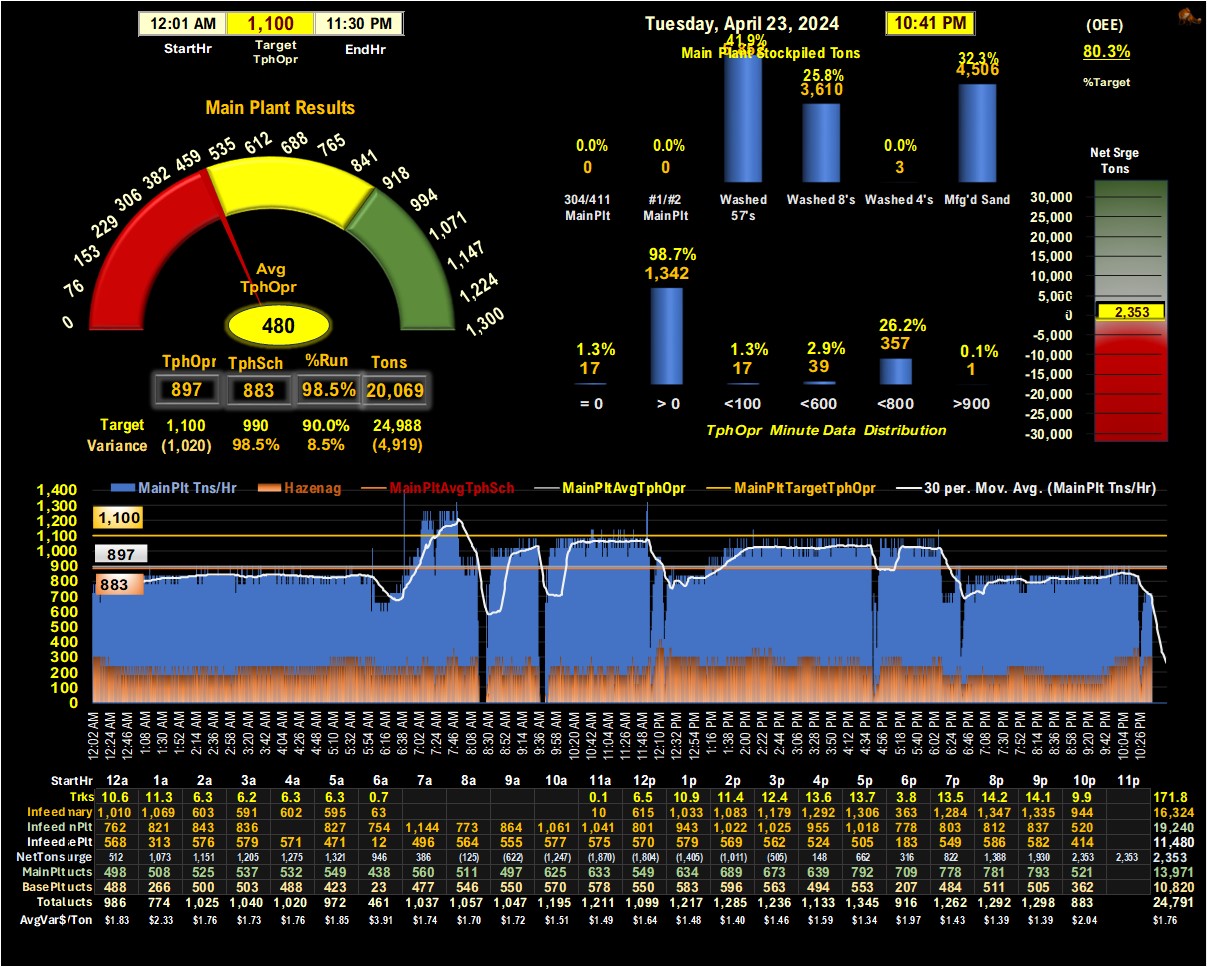 12:01 AM 1,100 11:30 PM
StartHr Target TphOpr EndHr
Tuesday, April 23, 2024 10:41 PM
(OEE)
80.3%
%Target
Main Plant Stockpiled Tons
41.9%
25.8%
3,610
32.3%
4,506
0.0% 0.0% 0.0%
0 0 3
304/411 MainPlt #1/#2 MainPlt Washed 57's Washed 8's Washed 4's Mfg'd Sand
Main Plant Results
0 76 153 229 306 382 459 535 612 688 765 841 918 994 1,071 1,147 1,224 1,300
Avg
TphOpr
480
TphOpr TphSch %Run Tons
897 883 98.5% 20,069
Target 1,100 990 90.0% 24,988
Variance (1,020) 98.5% 8.5% (4,919)
98.7%
1,342
1.3% 1.3% 2.9% 26.2% 0.1%
17 17 39 357 1
= 0 > 0 <100 <600 <800 >900
TphOpr Minute Data Distribution
Net Srge
Tons
30,000
25,000
20,000
15,000
10,000
5,000
0
2,353
-5,000
-10,000
-15,000
-20,000
-25,000
-30,000
MainPlt Tns/Hr Hazenag MainPltAvgTphSch MainPltAvgTphOpr MainPltTargetTphOpr 30 per. Mov. Avg. (MainPlt Tns/Hr)
1,400
1,300
1,200
1,100
1,000
900
800
700
600
500
400
300
200
100
0
1,100
897
883
12:02 AM 12:24 AM 12:46 AM 1:08 AM 1:30 AM 1:52 AM 2:14 AM 2:36 AM 2:58 AM 3:20 AM 3:42 AM 4:04 AM 4:26 AM 4:48 AM 5:10 AM 5:32 AM 5:54 AM 6:16 AM 6:38 AM 7:02 AM 7:24 AM 7:46 AM 8:08 AM 8:30 AM 8:52 AM 9:14 AM 9:36 AM 9:58 AM 10:20 AM 10:42 AM 11:04 AM 11:26 AM 11:48 AM 12:10 PM 12:32 PM 12:54 PM 1:16 PM 1:38 PM 2:00 PM 2:22 PM 2:44 PM 3:06 PM 3:28 PM 3:50 PM 4:12 PM 4:34 PM 4:56 PM 5:18 PM 5:40 PM 6:02 PM 6:24 PM 6:46 PM 7:08 PM 7:30 PM 7:52 PM 8:14 PM 8:36 PM 8:58 PM 9:20 PM 9:42 PM 10:04 PM 10:26 PM
StartHr 12a 1a 2a 3a 4a 5a 6a 7a 8a 9a 10a 11a 12p 1p 2p 3p 4p 5p 6p 7p 8p 9p 10p 11p
Trks 10.6 11.3 6.3 6.2 6.3 6.3 0.7 0.1 6.5 10.9 11.4 12.4 13.6 13.7 3.8 13.5 14.2 14.1 9.9 171.8
Infeed mary 1,010 1,069 603 591 602 595 63 10 615 1,033 1,083 1,179 1,292 1,306 363 1,284 1,347 1,335 944 16,324
Infeed nPlt 762 821 843 836 827 754 1,144 773 864 1,061 1,041 801 943 1,022 1,025 955 1,018 778 803 812 837 520 19,240
Infeed ePlt 568 313 576 579 571 471 12 496 564 555 577 575 570 579 569 562 524 505 183 549 586 582 414 11,480
NetTons urge 512 1,073 1,151 1,205 1,275 1,321 946 386 (125) (622) (1,247) (1,870) (1,804) (1,405) (1,011) (505) 148 662 316 822 1,388 1,930 2,353 2,353 2,353
MainPlt ucts 498 508 525 537 532 549 438 560 511 497 625 633 549 634 689 673 639 792 709 778 781 793 521 13,971
BasePlt ucts 488 266 500 503 488 423 23 477 546 550 570 578 550 583 596 563 494 553 207 484 511 505 362 10,820
Total ucts 986 774 1,025 1,040 1,020 972 461 1,037 1,057 1,047 1,195 1,211 1,099 1,217 1,285 1,236 1,133 1,345 916 1,262 1,292 1,298 883 24,791
AvgVar$/Ton $1.83 $2.33 $1.76 $1.73 $1.76 $1.85 $3.91 $1.74 $1.70 $1.72 $1.51 $1.49 $1.64 $1.48 $1.40 $1.46 $1.59 $1.34 $1.97 $1.43 $1.39 $1.39 $2.04 $1.76